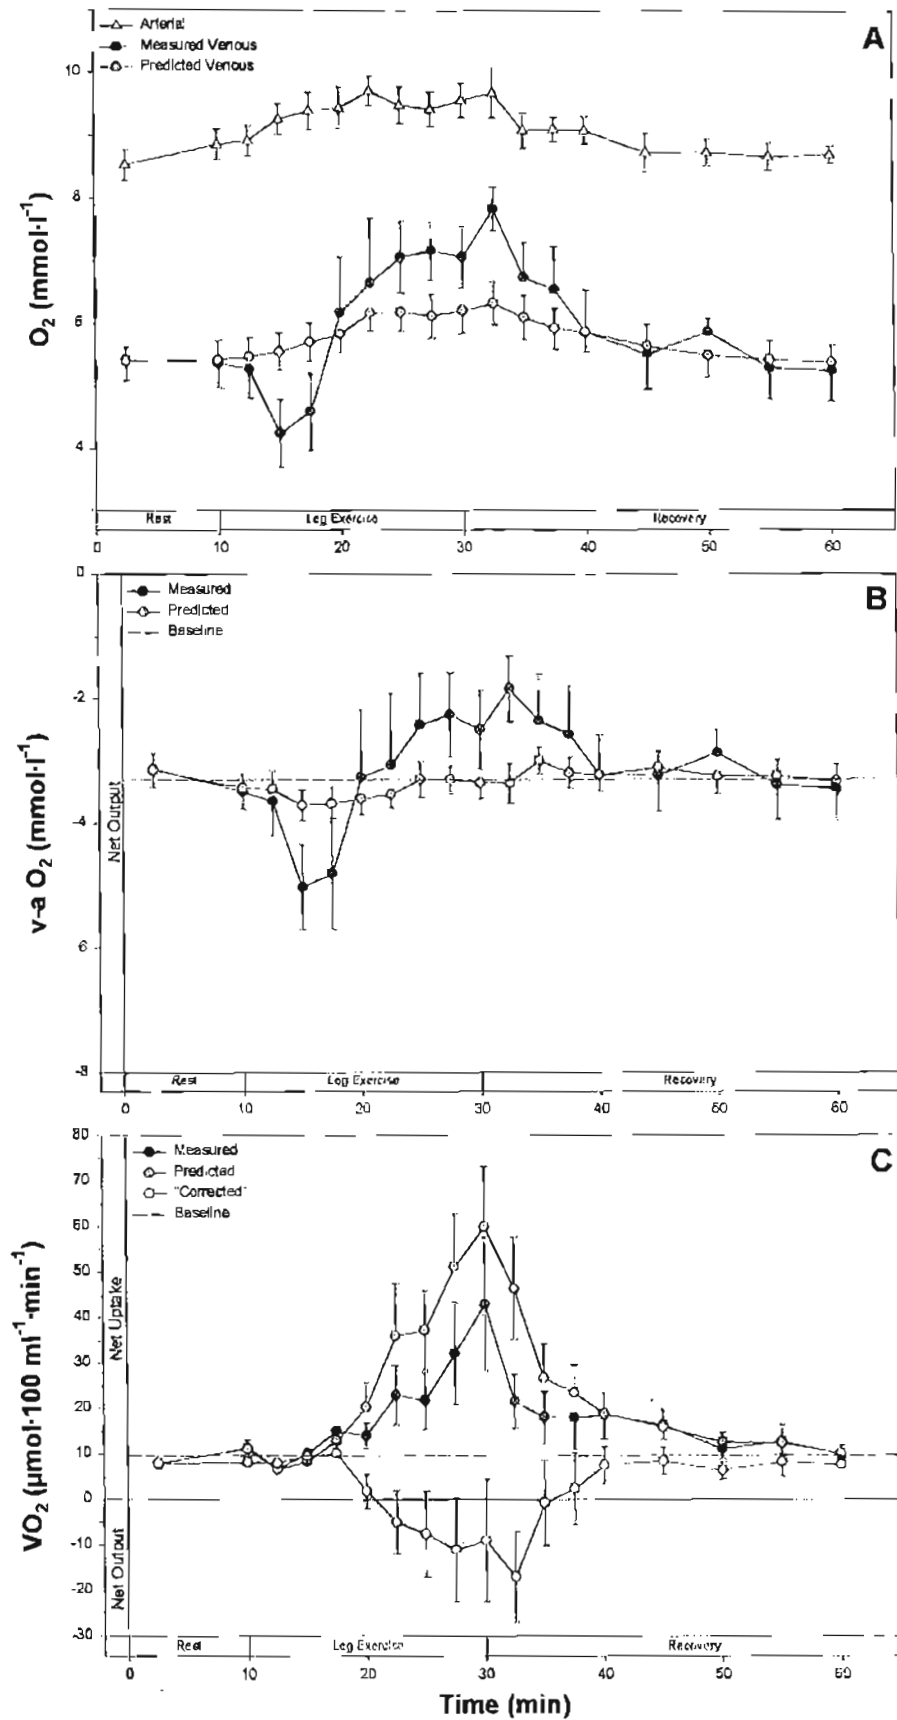 Arterial
Measured Venous
Predicted Venous
A
10
8
6
4
O2 (mmol·l-1)
Rest
Leg Exercise
Recovery
0
10
20
30
40
50
60
0
Measured
Predicted
Baseline
B
-2
-4
6
-8
v-a O2 (mmol·l-1)
Net Output
Rest
Leg Exercise
Recovery
0
10
20
30
40
50
60
80
Measured
Predicted
"Corrected"
Baseline
C
70
60
50
40
30
20
10
0
-10
-20
-30
VO2 (µmol·100 ml-1·min-1)
Net Uptake
Net Output
Rest
Leg Exercise
Recovery
0
10
20
30
40
50
60
Time (min)